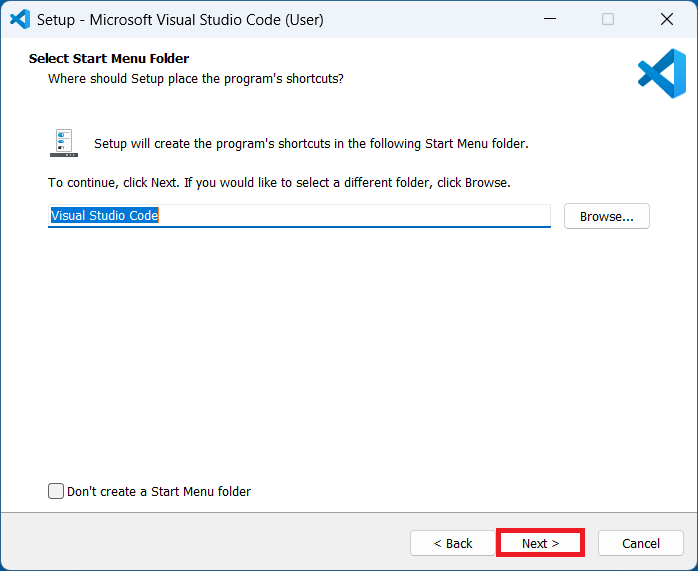 Setup - Microsoft Visual Studio Code (User)
Select Start Menu Folder
Where should Setup place the program's shortcuts?
Setup will create the program's shortcuts in the following Start Menu folder.
To continue, click Next. If you would like to select a different folder, click Browse.
Visual Studio Code
Browse...
Don't create a Start Menu folder
< Back
Next >
Cancel